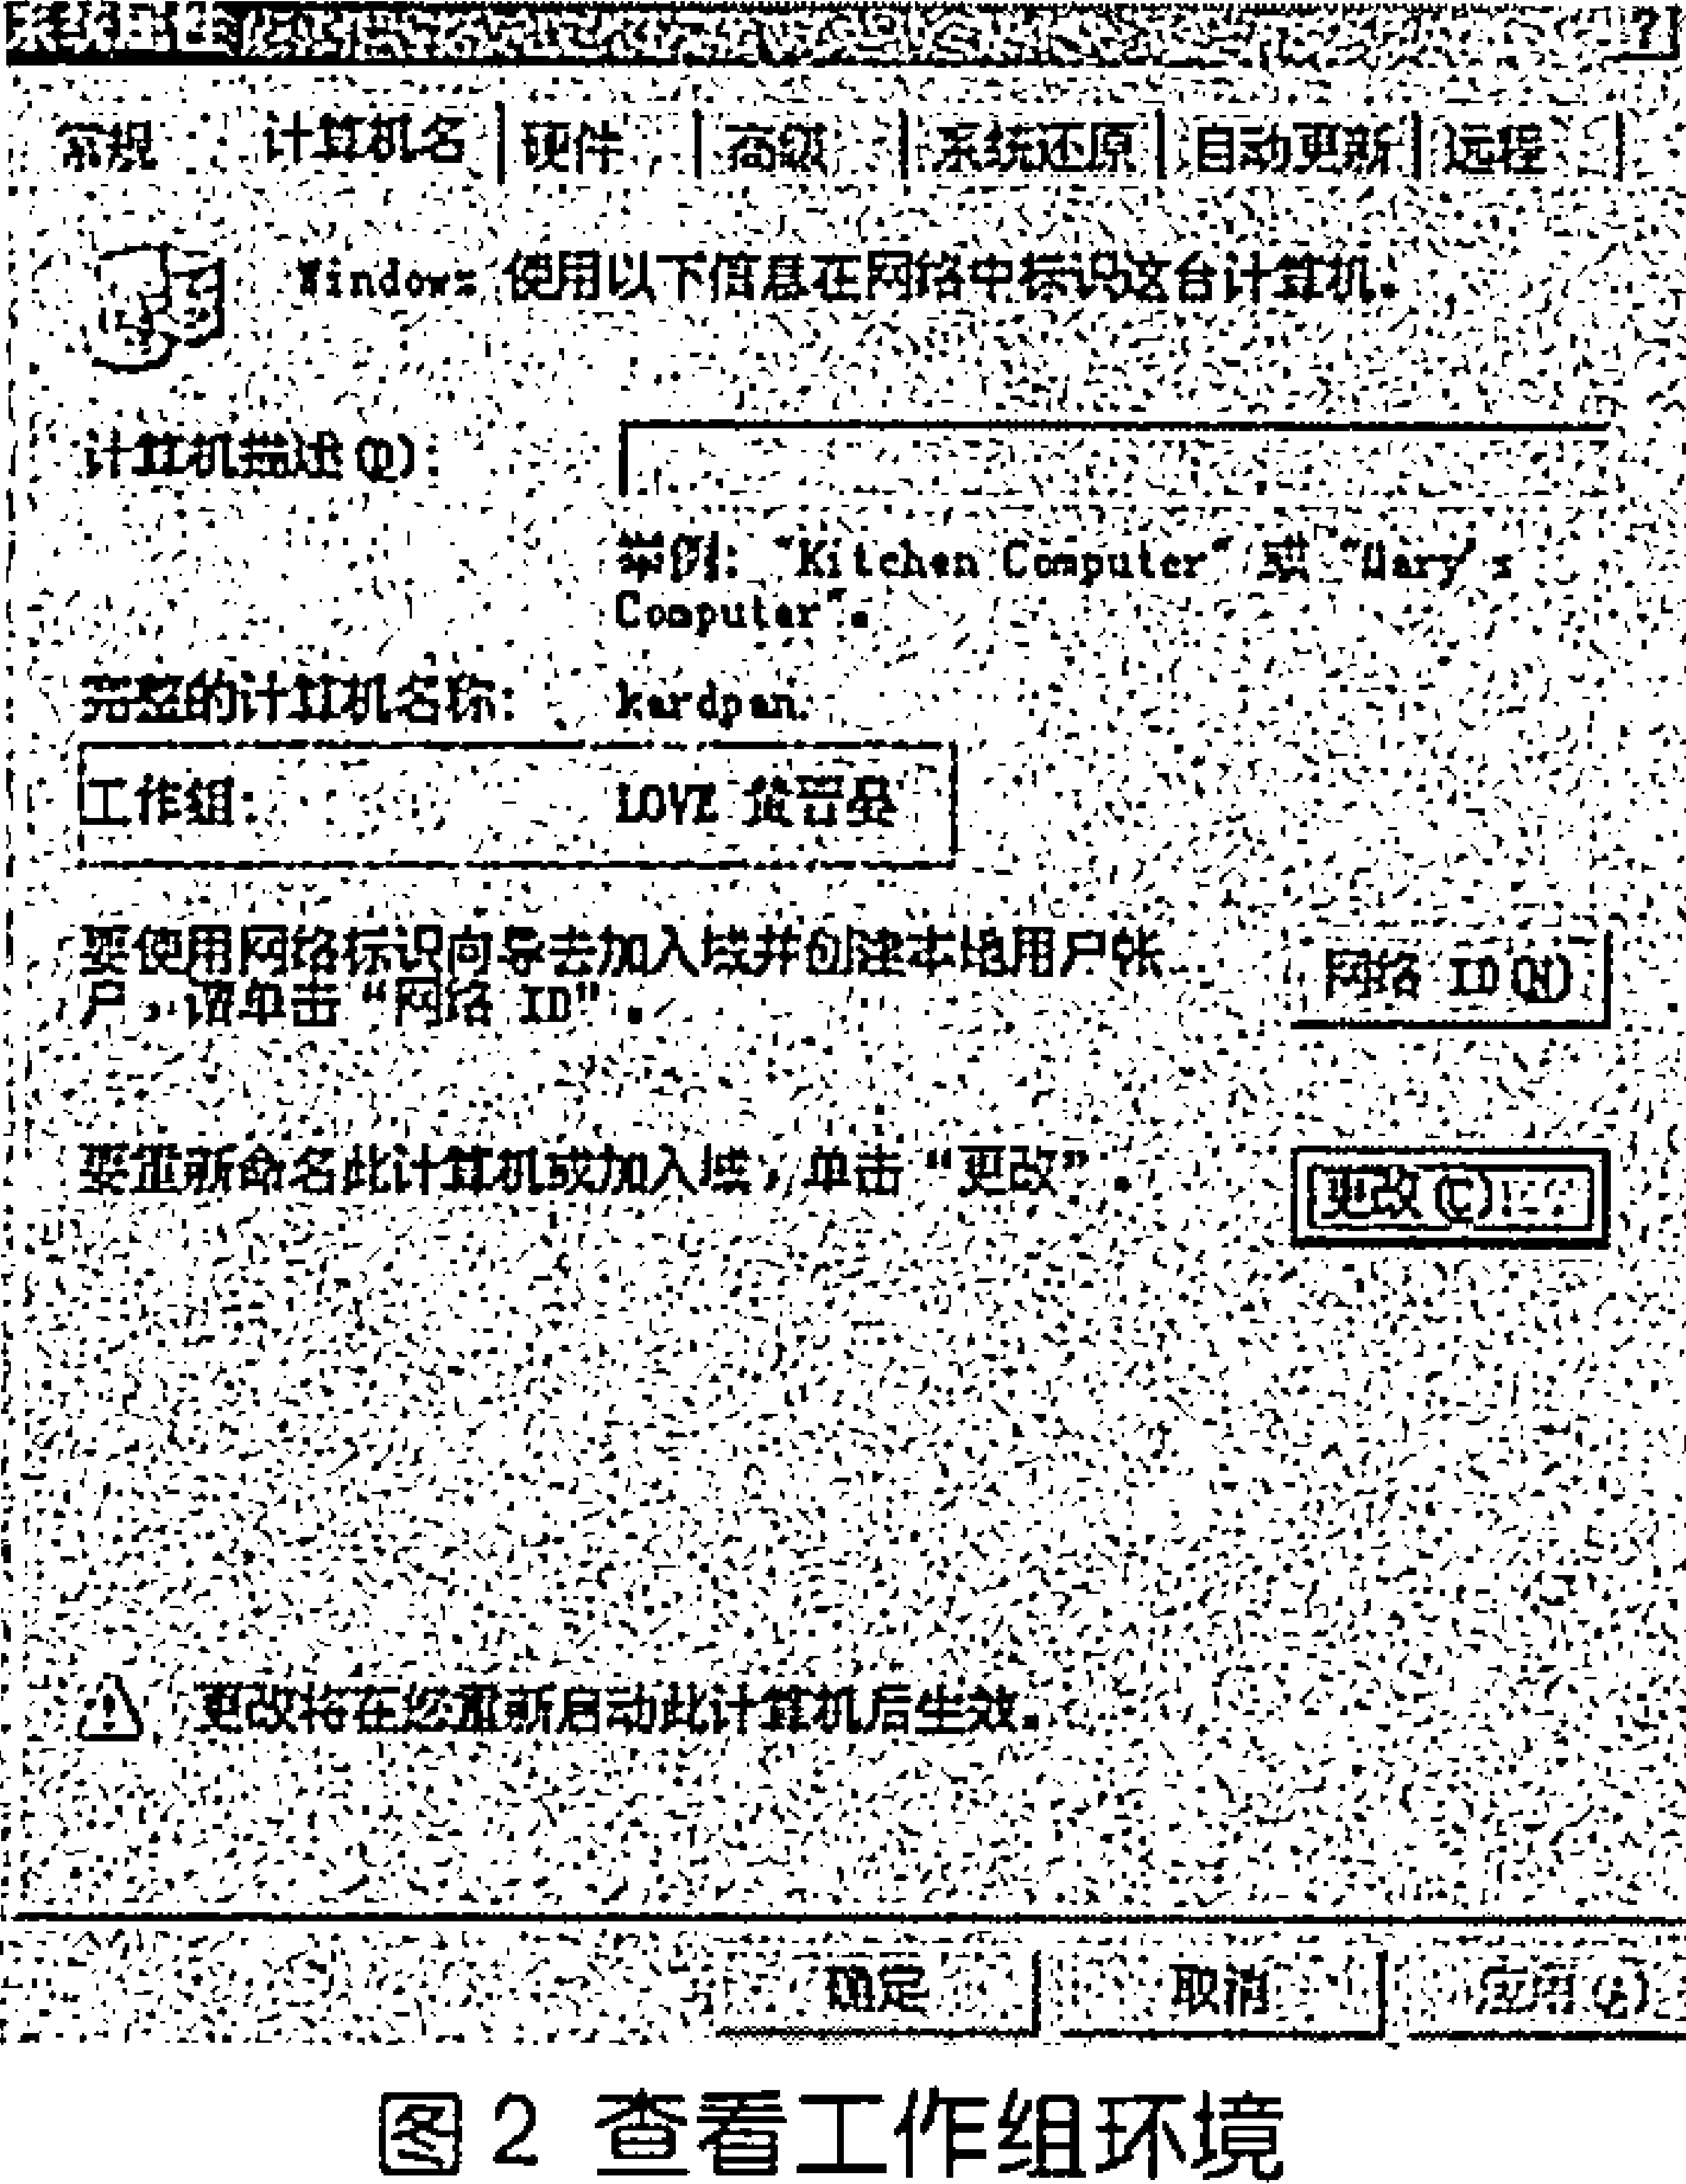 系统属性 ?
常规 计算机名 硬件 高级 系统还原 自动更新 远程
Windows 使用以下信息在网络中标识这台计算机。
计算机描述(D):
举例: "Kitchen Computer" 或 "Mary's
Computer"。
完整的计算机名称: kardpan.
工作组: LOVE
要使用网络标识向导去加入域并创建本地用户帐
户,请单击“网络 ID”。
网络 ID(N)
要重新命名此计算机或加入域,单击“更改”。
更改(C)...
更改将在您重新启动此计算机后生效。
确定 取消 应用(A)
图 2 查看工作组环境